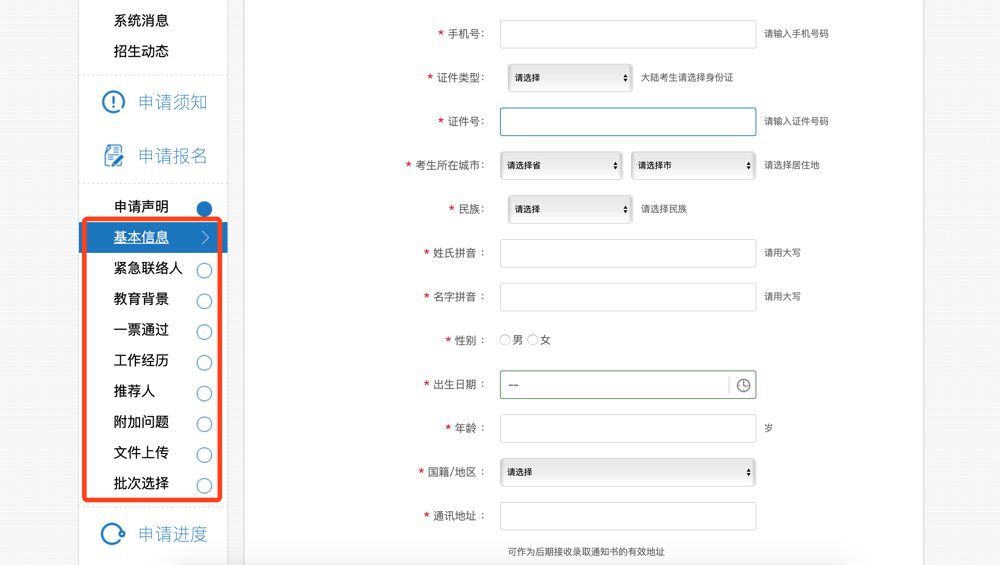 系统消息
招生动态
申请须知
申请报名
申请声明
基本信息
紧急联络人
教育背景
一票通过
工作经历
推荐人
附加问题
文件上传
批次选择
申请进度
* 手机号: 请输入手机号码
* 证件类型: 请选择 大陆考生请选择身份证
* 证件号: 请输入证件号码
* 考生所在城市: 请选择省 请选择市 请选择居住地
* 民族: 请选择 请选择民族
* 姓氏拼音 : 请用大写
* 名字拼音 : 请用大写
* 性别 : 男 女
* 出生日期 : --
* 年龄 : 岁
* 国籍/地区 : 请选择
* 通讯地址 :
可作为后期接收录取通知书的有效地址